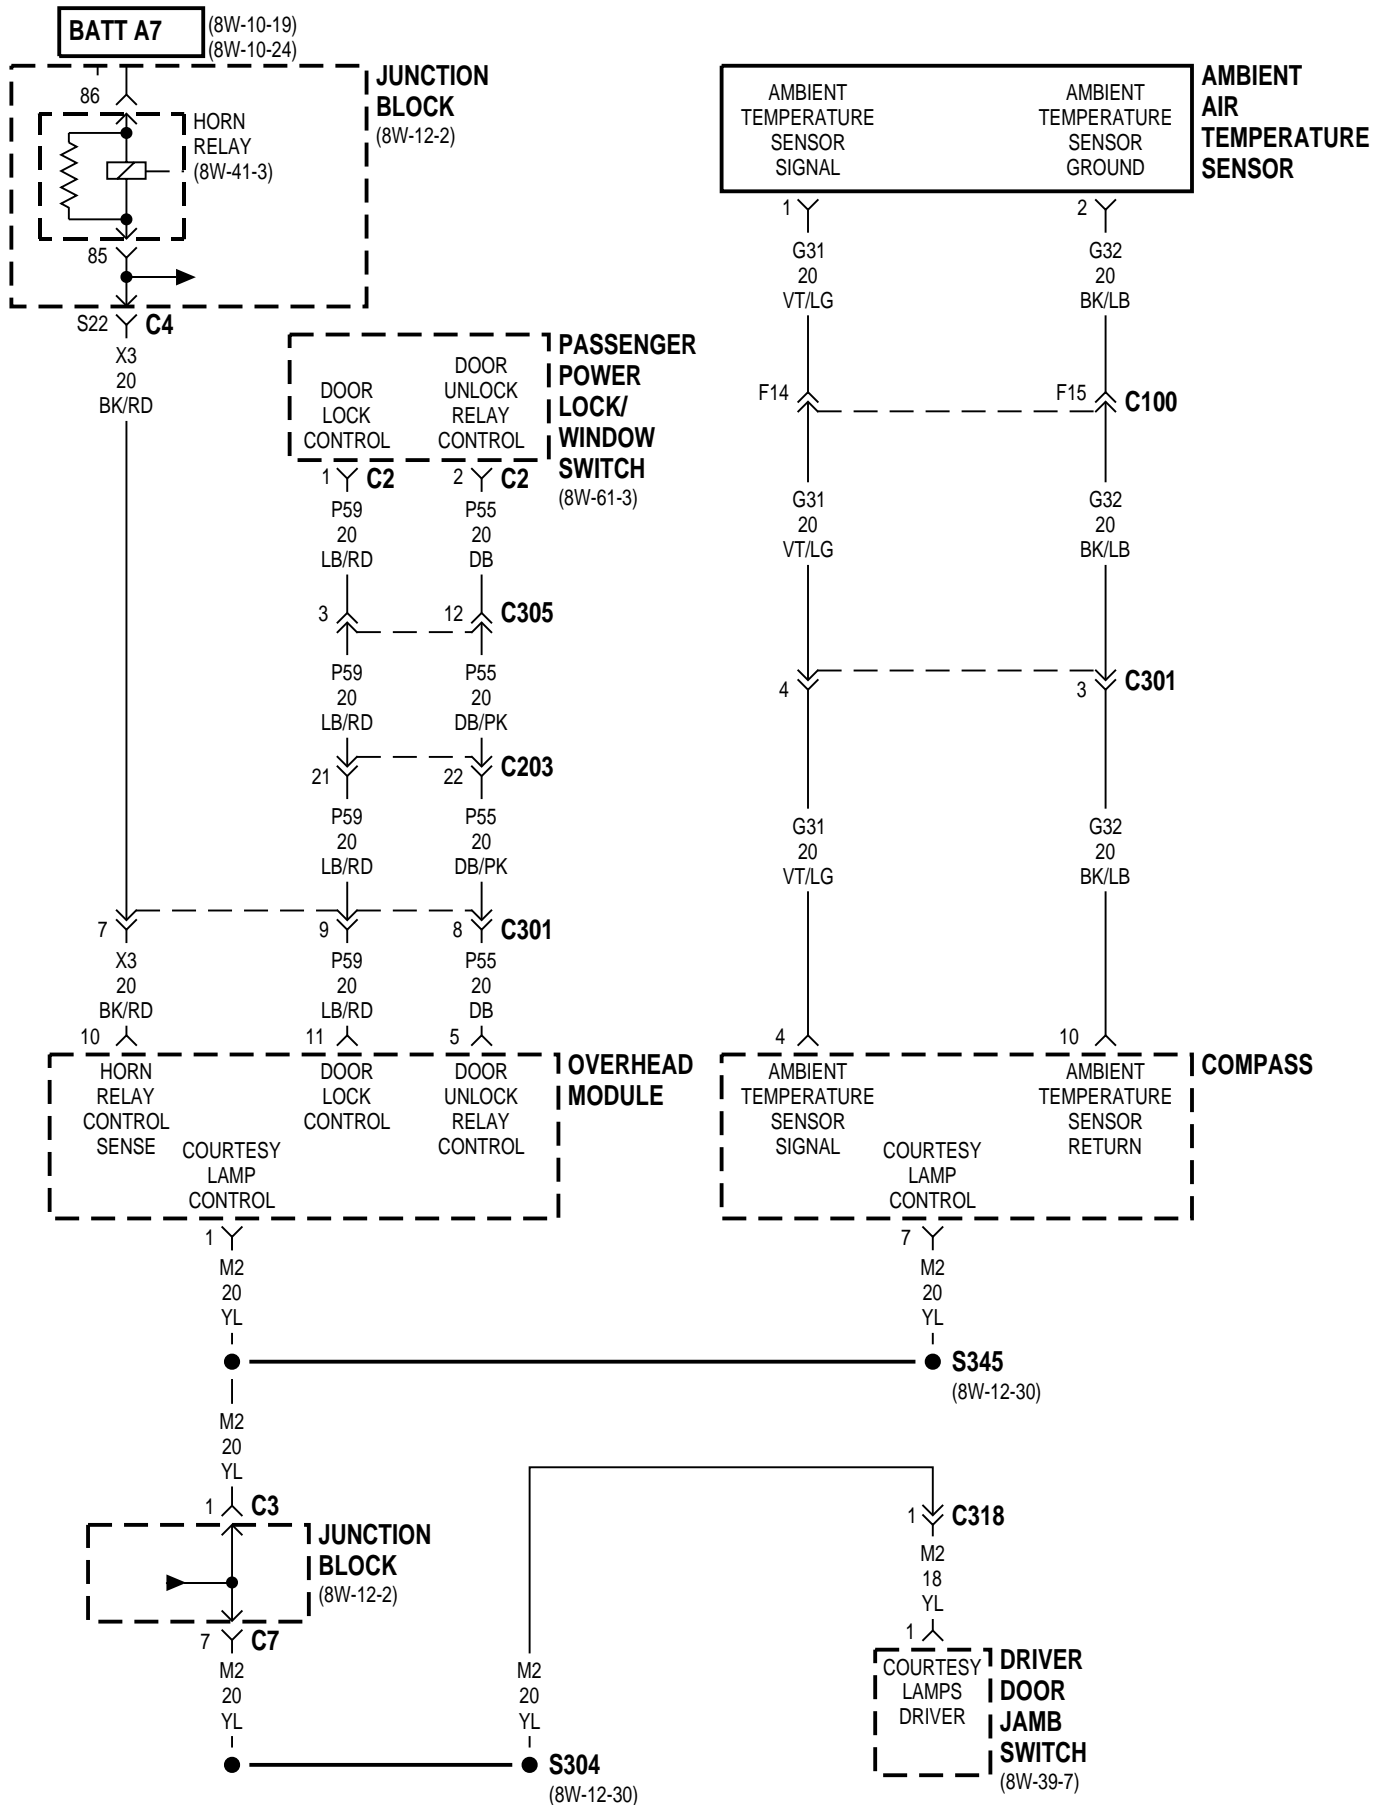 BATT A7
(8W-10-19)
(8W-10-24)
JUNCTION
BLOCK
(8W-12-2)
86
HORN
RELAY
(8W-41-3)
85
S22
C4
X3
20
BK/RD
AMBIENT
TEMPERATURE
SENSOR
SIGNAL
AMBIENT
TEMPERATURE
SENSOR
GROUND
AMBIENT
AIR
TEMPERATURE
SENSOR
1
2
G31
20
VT/LG
G32
20
BK/LB
DOOR
LOCK
CONTROL
DOOR
UNLOCK
RELAY
CONTROL
PASSENGER
POWER
LOCK/
WINDOW
SWITCH
(8W-61-3)
F14
F15
C100
1
C2
2
C2
P59
20
LB/RD
P55
20
DB
G31
20
VT/LG
G32
20
BK/LB
3
12
C305
P59
20
LB/RD
P55
20
DB/PK
4
3
C301
21
22
C203
P59
20
LB/RD
P55
20
DB/PK
G31
20
VT/LG
G32
20
BK/LB
7
9
8
C301
X3
20
BK/RD
P59
20
LB/RD
P55
20
DB
10
11
5
4
10
HORN
RELAY
CONTROL
SENSE
DOOR
LOCK
CONTROL
DOOR
UNLOCK
RELAY
CONTROL
COURTESY
LAMP
CONTROL
OVERHEAD
MODULE
AMBIENT
TEMPERATURE
SENSOR
SIGNAL
AMBIENT
TEMPERATURE
SENSOR
RETURN
COURTESY
LAMP
CONTROL
COMPASS
1
M2
20
YL
7
M2
20
YL
S345
(8W-12-30)
M2
20
YL
1
C3
JUNCTION
BLOCK
(8W-12-2)
7
C7
M2
20
YL
M2
20
YL
S304
(8W-12-30)
1
C318
M2
18
YL
1
COURTESY
LAMPS
DRIVER
DRIVER
DOOR
JAMB
SWITCH
(8W-39-7)